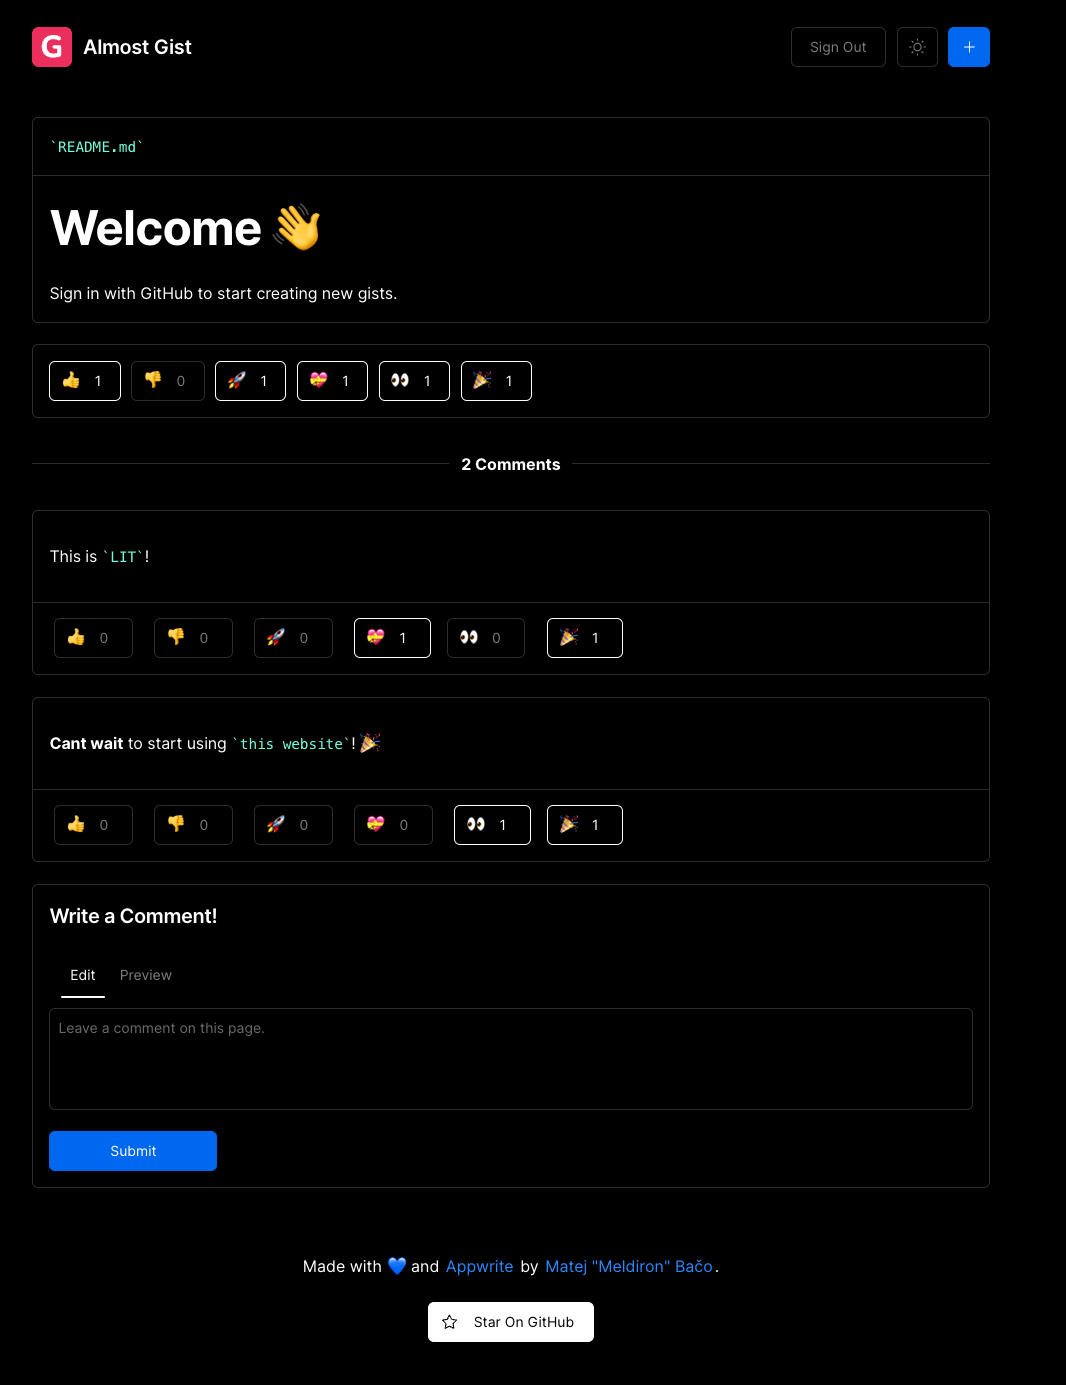 G Almost Gist
Sign Out
+
`README.md`
Welcome 👋
Sign in with GitHub to start creating new gists.
👍 1 👎 0 🚀 1 💝 1 👀 1 🎉 1
2 Comments
This is `LIT`!
👍 0 👎 0 🚀 0 💝 1 👀 0 🎉 1
Cant wait to start using `this website`! 🎉
👍 0 👎 0 🚀 0 💝 0 👀 1 🎉 1
Write a Comment!
Edit Preview
Leave a comment on this page.
Submit
Made with 💙 and Appwrite by Matej "Meldiron" Bačo.
Star On GitHub